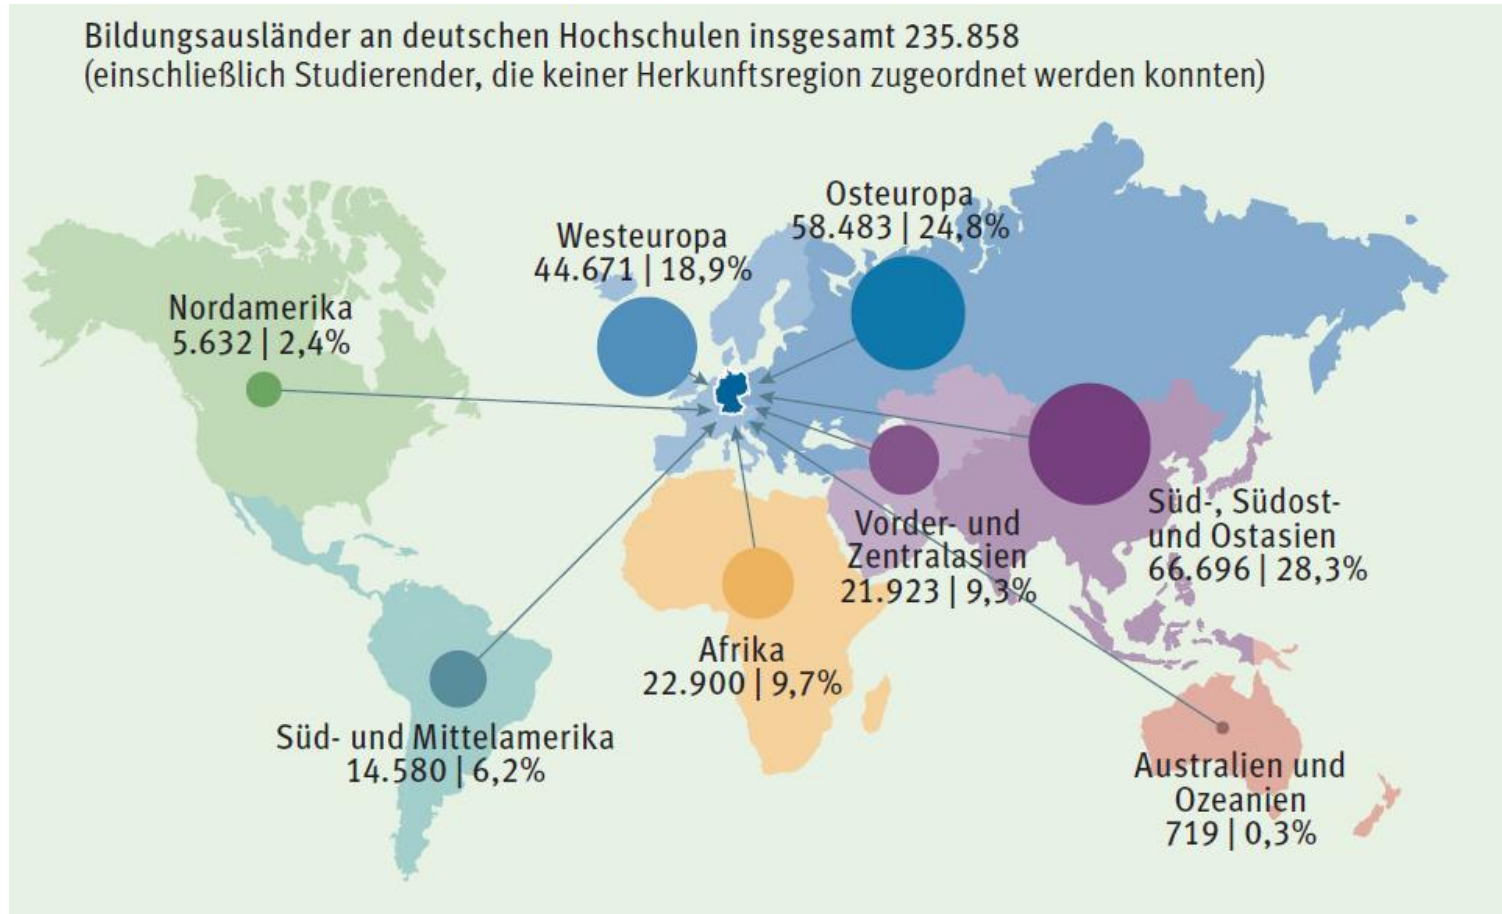 Bildungsausländer an deutschen Hochschulen insgesamt 235.858
(einschließlich Studierender, die keiner Herkunftsregion zugeordnet werden konnten)
Osteuropa
58.483 | 24,8%
Westeuropa
44.671 | 18,9%
Nordamerika
5.632 | 2,4%
Süd-, Südost-
und Ostasien
66.696 | 28,3%
Vorder- und
Zentralasien
21.923 | 9,3%
Afrika
22.900 | 9,7%
Süd- und Mittelamerika
14.580 | 6,2%
Australien und
Ozeanien
719 | 0,3%